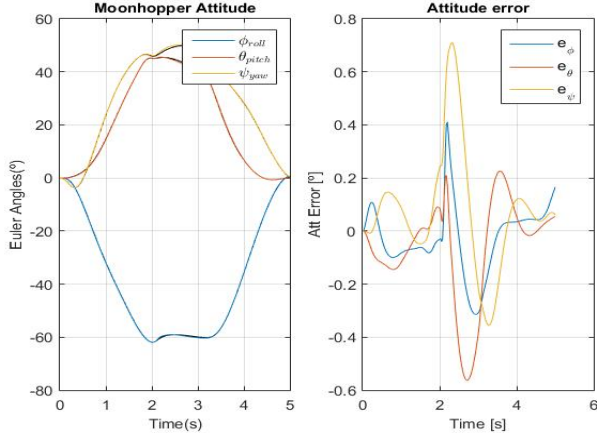 Moonhopper Attitude
60
40
20
0
-20
-40
-60
-80
Euler Angles(º)
0 1 2 3 4 5
Time(s)
ϕroll
θpitch
ψyaw
Attitude error
0.8
0.6
0.4
0.2
0
-0.2
-0.4
-0.6
Att Error [º]
0 2 4 6
Time [s]
eϕ
eθ
eψ